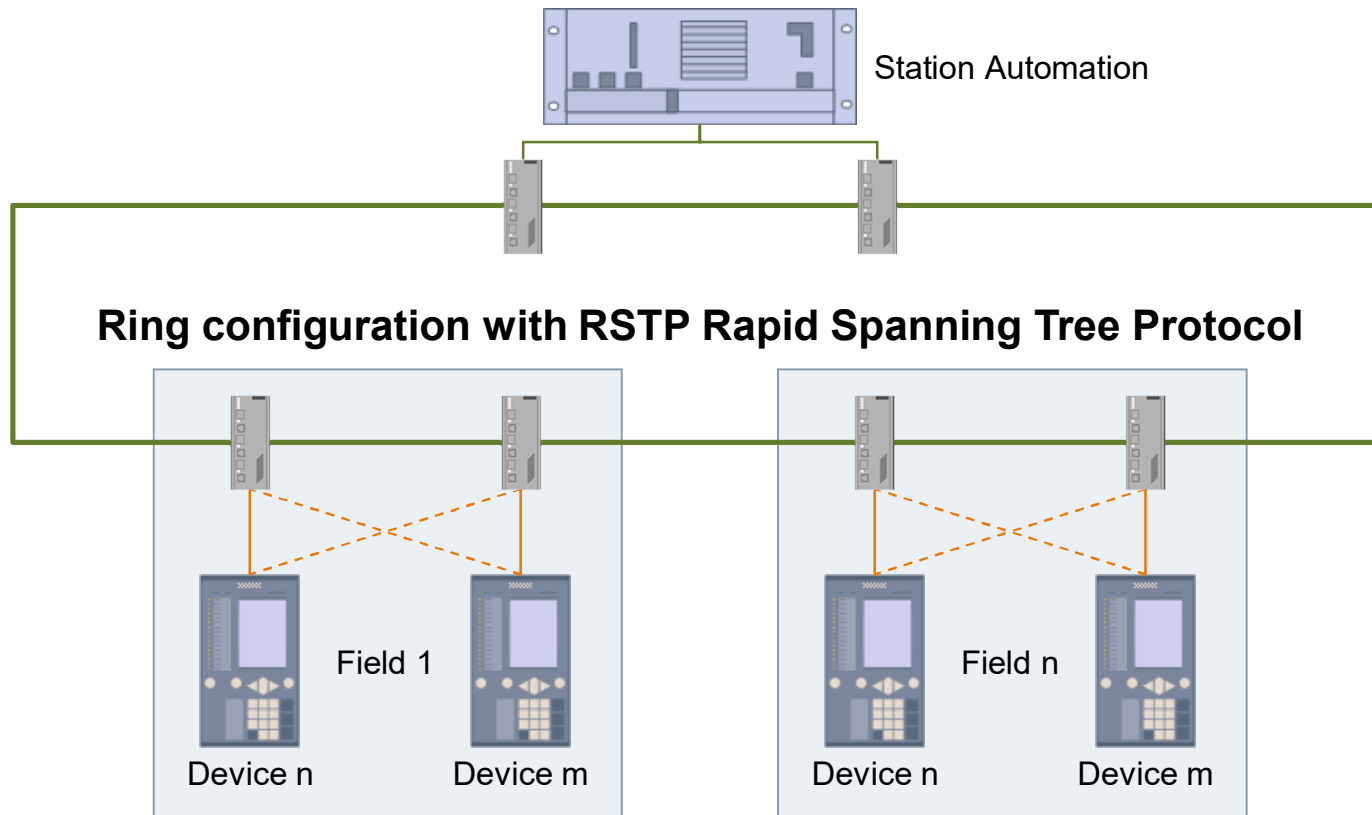 Station Automation
Ring configuration with RSTP Rapid Spanning Tree Protocol
Field 1
Field n
Device n
Device m
Device n
Device m